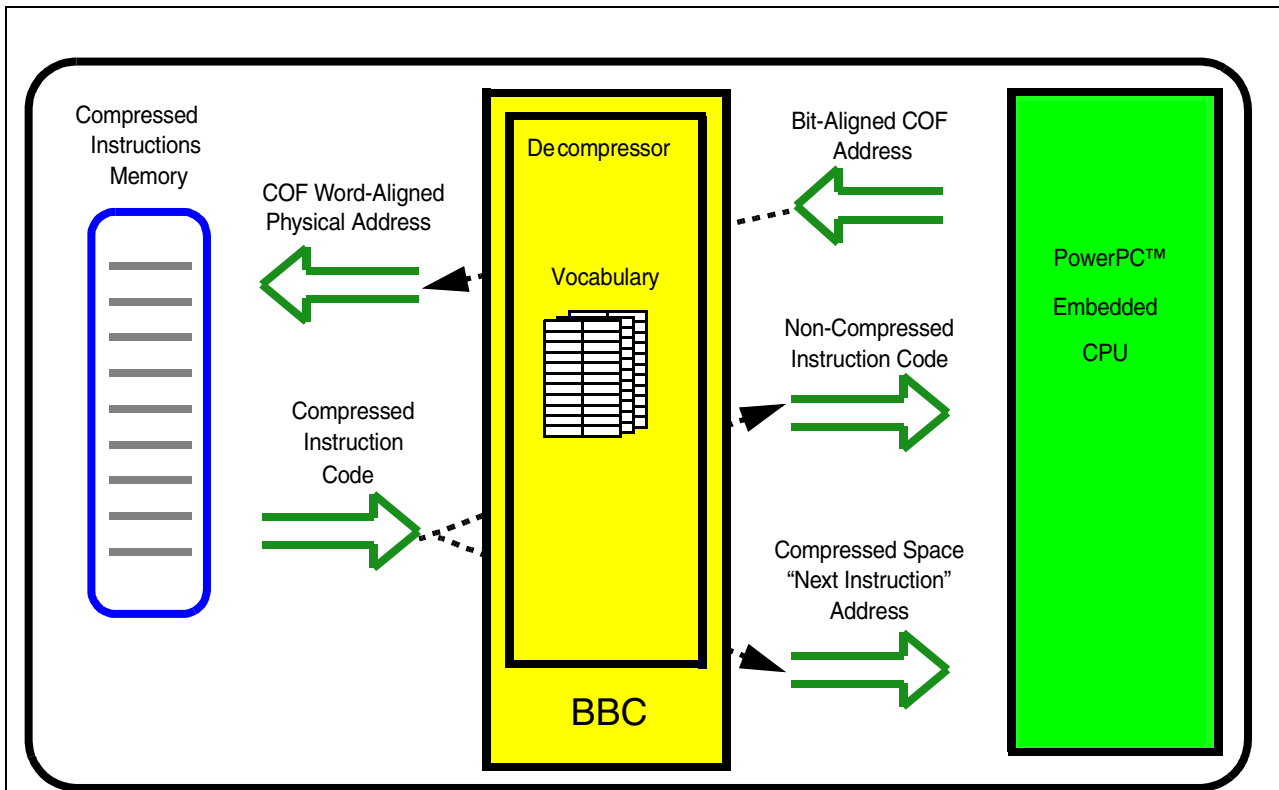 Compressed
Instructions
Memory
COF Word-Aligned
Physical Address
Compressed
Instruction
Code
Decompressor
Vocabulary
BBC
Bit-Aligned COF
Address
Non-Compressed
Instruction Code
Compressed Space
“Next Instruction”
Address
PowerPC™
Embedded
CPU